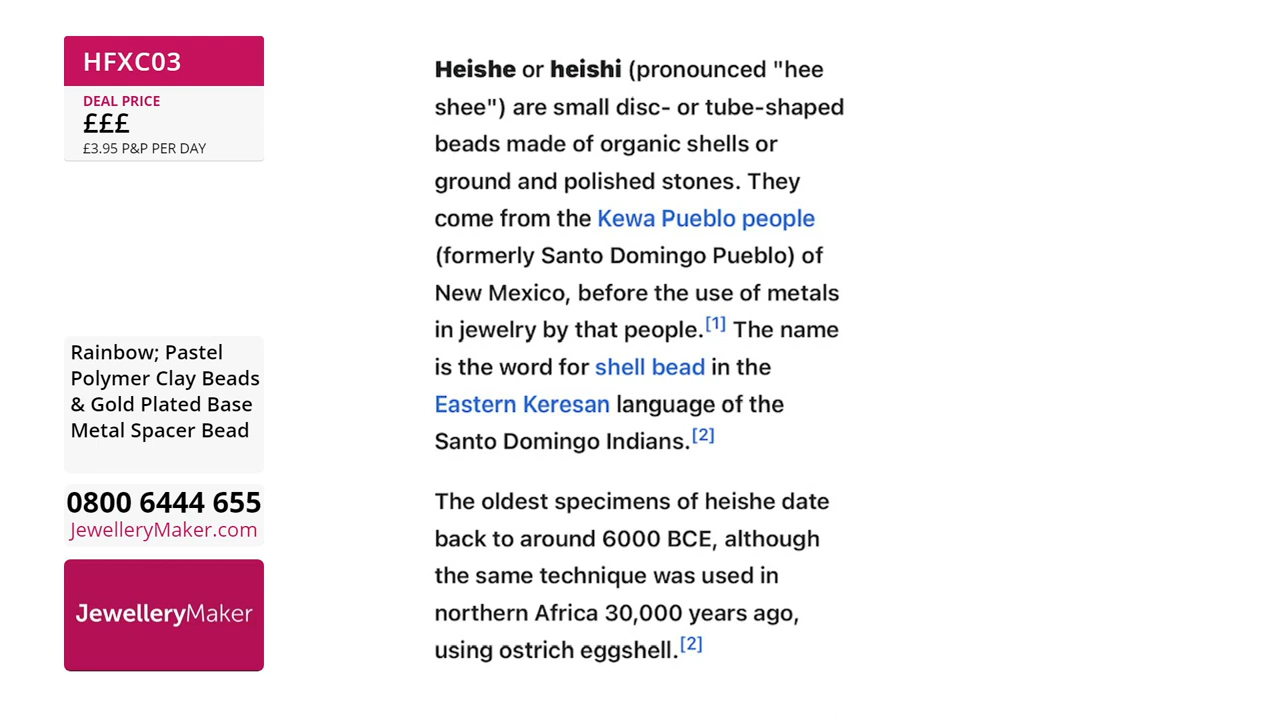 HFXC03
DEAL PRICE
£££
£3.95 P&P PER DAY
Rainbow; Pastel
Polymer Clay Beads
& Gold Plated Base
Metal Spacer Bead
0800 6444 655
JewelleryMaker.com
JewelleryMaker
Heishe or heishi (pronounced "hee
shee") are small disc- or tube-shaped
beads made of organic shells or
ground and polished stones. They
come from the Kewa Pueblo people
(formerly Santo Domingo Pueblo) of
New Mexico, before the use of metals
in jewelry by that people.[1] The name
is the word for shell bead in the
Eastern Keresan language of the
Santo Domingo Indians.[2]
The oldest specimens of heishe date
back to around 6000 BCE, although
the same technique was used in
northern Africa 30,000 years ago,
using ostrich eggshell.[2]